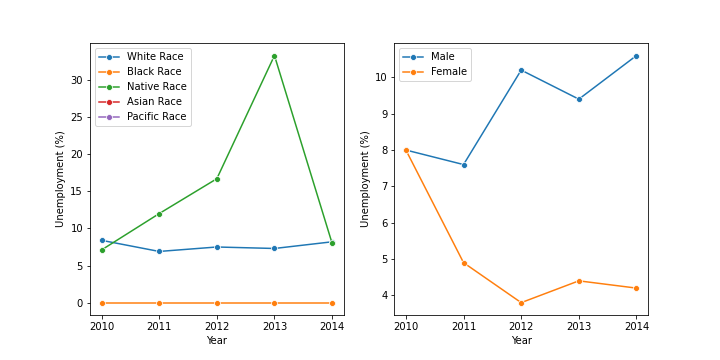 White Race
Black Race
Native Race
Asian Race
Pacific Race
Unemployment (%)
30
25
20
15
10
5
0
2010 2011 2012 2013 2014
Year
Male
Female
Unemployment (%)
10
9
8
7
6
5
4
2010 2011 2012 2013 2014
Year